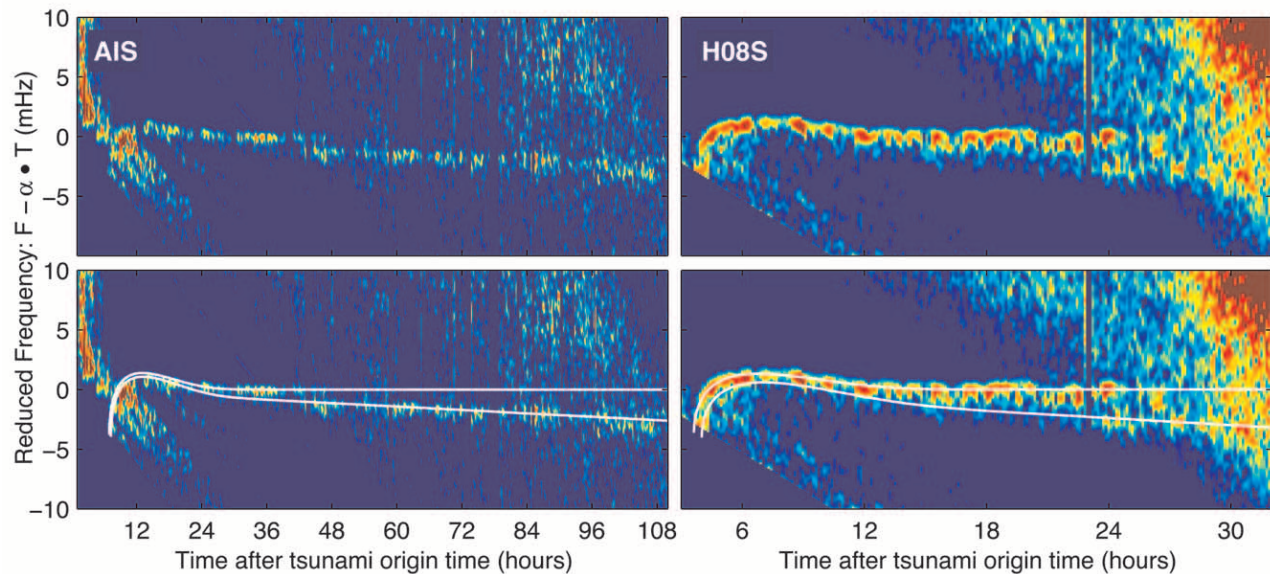 AIS
H08S
10
5
0
−5
10
5
0
−5
−10
Reduced Frequency: F − α • T (mHz)
12 24 36 48 60 72 84 96 108
6 12 18 24 30
Time after tsunami origin time (hours)
Time after tsunami origin time (hours)